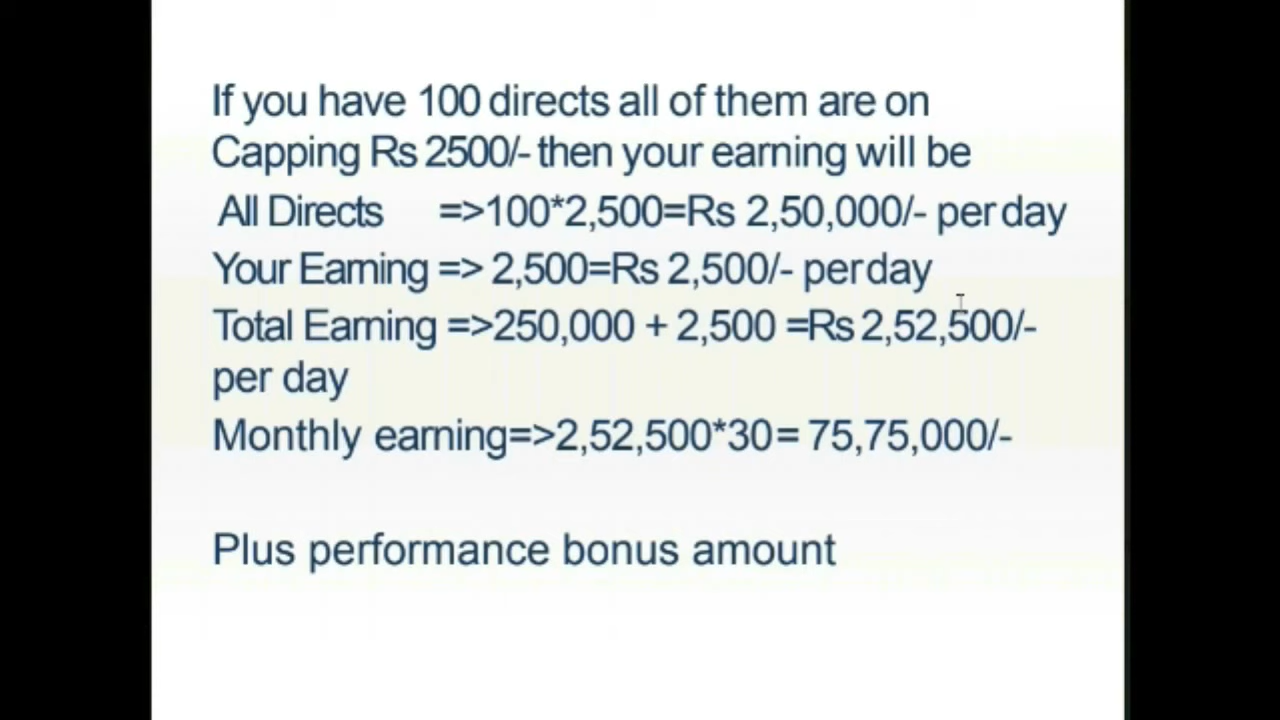 If you have 100 directs all of them are on
Capping Rs 2500/- then your earning will be
All Directs =>100*2,500=Rs 2,50,000/- per day
Your Earning => 2,500=Rs 2,500/- per day
Total Earning =>250,000 + 2,500 =Rs 2,52,500/-
per day
Monthly earning=>2,52,500*30= 75,75,000/-
Plus performance bonus amount